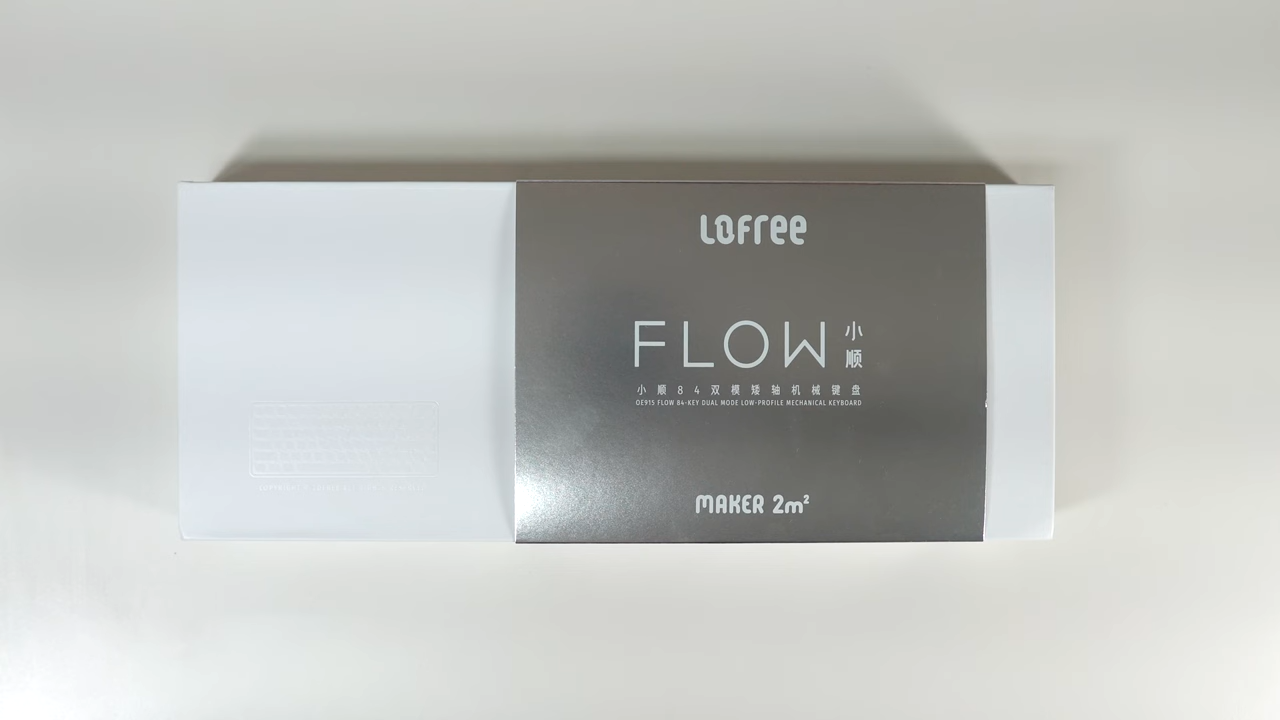 LOFREE
FLOW 小顺
小顺84双模矮轴机械键盘
OE915 FLOW 84-KEY DUAL MODE LOW-PROFILE MECHANICAL KEYBOARD
MAKER 2m²